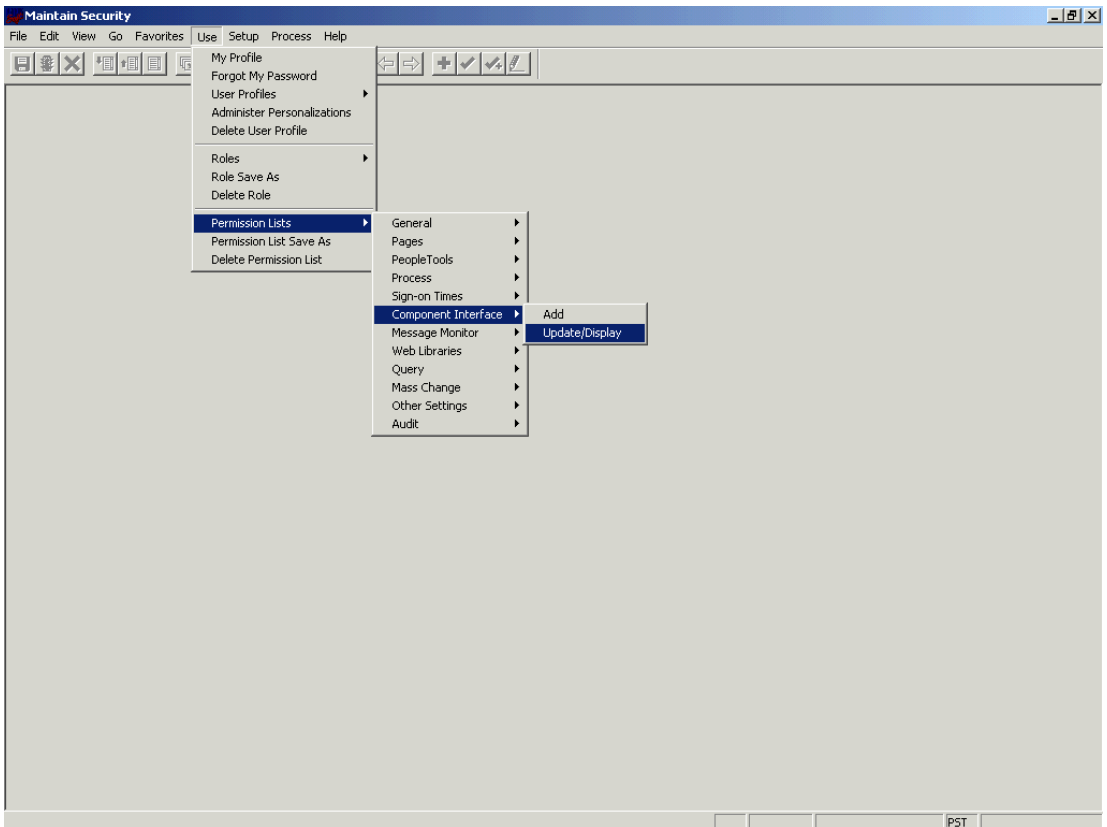 Maintain Security
File Edit View Go Favorites Use Setup Process Help
My Profile
Forgot My Password
User Profiles
Administer Personalizations
Delete User Profile
Roles
Role Save As
Delete Role
Permission Lists
Permission List Save As
Delete Permission List
General
Pages
PeopleTools
Process
Sign-on Times
Component Interface
Message Monitor
Web Libraries
Query
Mass Change
Other Settings
Audit
Add
Update/Display
PST